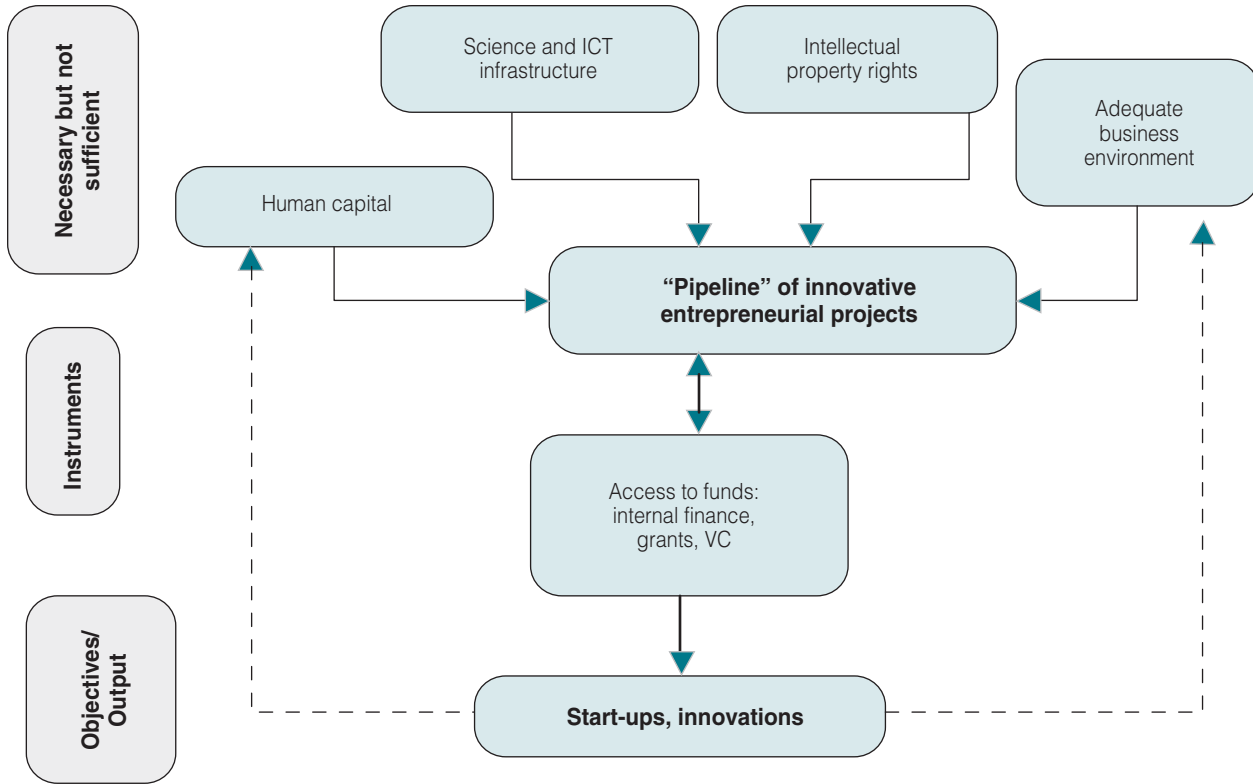 Necessary but not
sufficient
Science and ICT
infrastructure
Intellectual
property rights
Adequate
business
environment
Human capital
“Pipeline” of innovative
entrepreneurial projects
Instruments
Access to funds:
internal finance,
grants, VC
Objectives/
Output
Start-ups, innovations